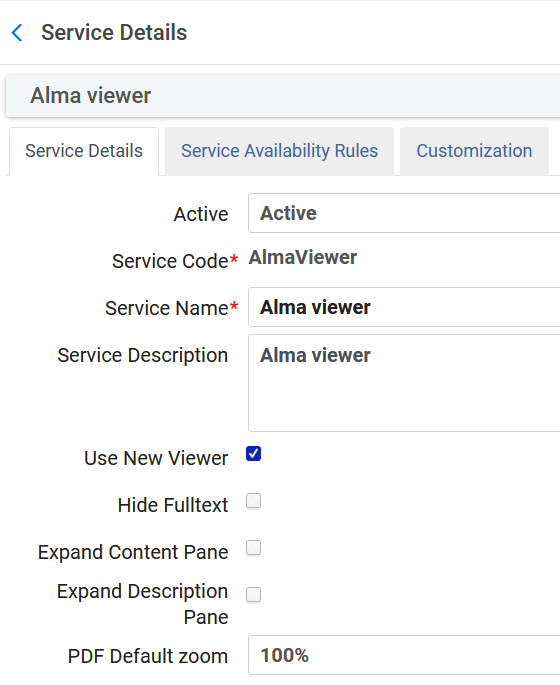 Service Details
Alma viewer
Service Details Service Availability Rules Customization
Active Active
Service Code* AlmaViewer
Service Name* Alma viewer
Service Description Alma viewer
Use New Viewer
Hide Fulltext
Expand Content Pane
Expand Description
Pane
PDF Default zoom 100%